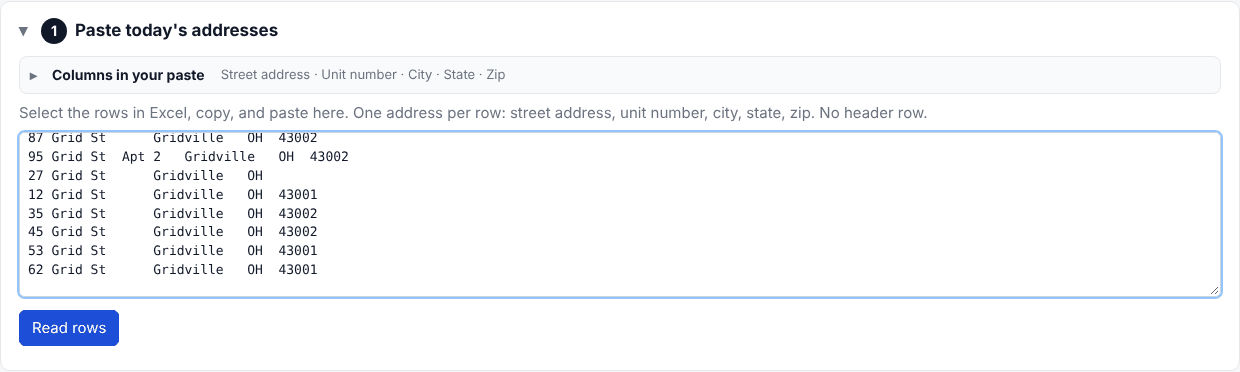 ▼ 1 Paste today's addresses
▶ Columns in your paste Street address · Unit number · City · State · Zip
Select the rows in Excel, copy, and paste here. One address per row: street address, unit number, city, state, zip. No header row.
87 Grid St Gridville OH 43002
95 Grid St Apt 2 Gridville OH 43002
27 Grid St Gridville OH
12 Grid St Gridville OH 43001
35 Grid St Gridville OH 43002
45 Grid St Gridville OH 43002
53 Grid St Gridville OH 43001
62 Grid St Gridville OH 43001
Read rows